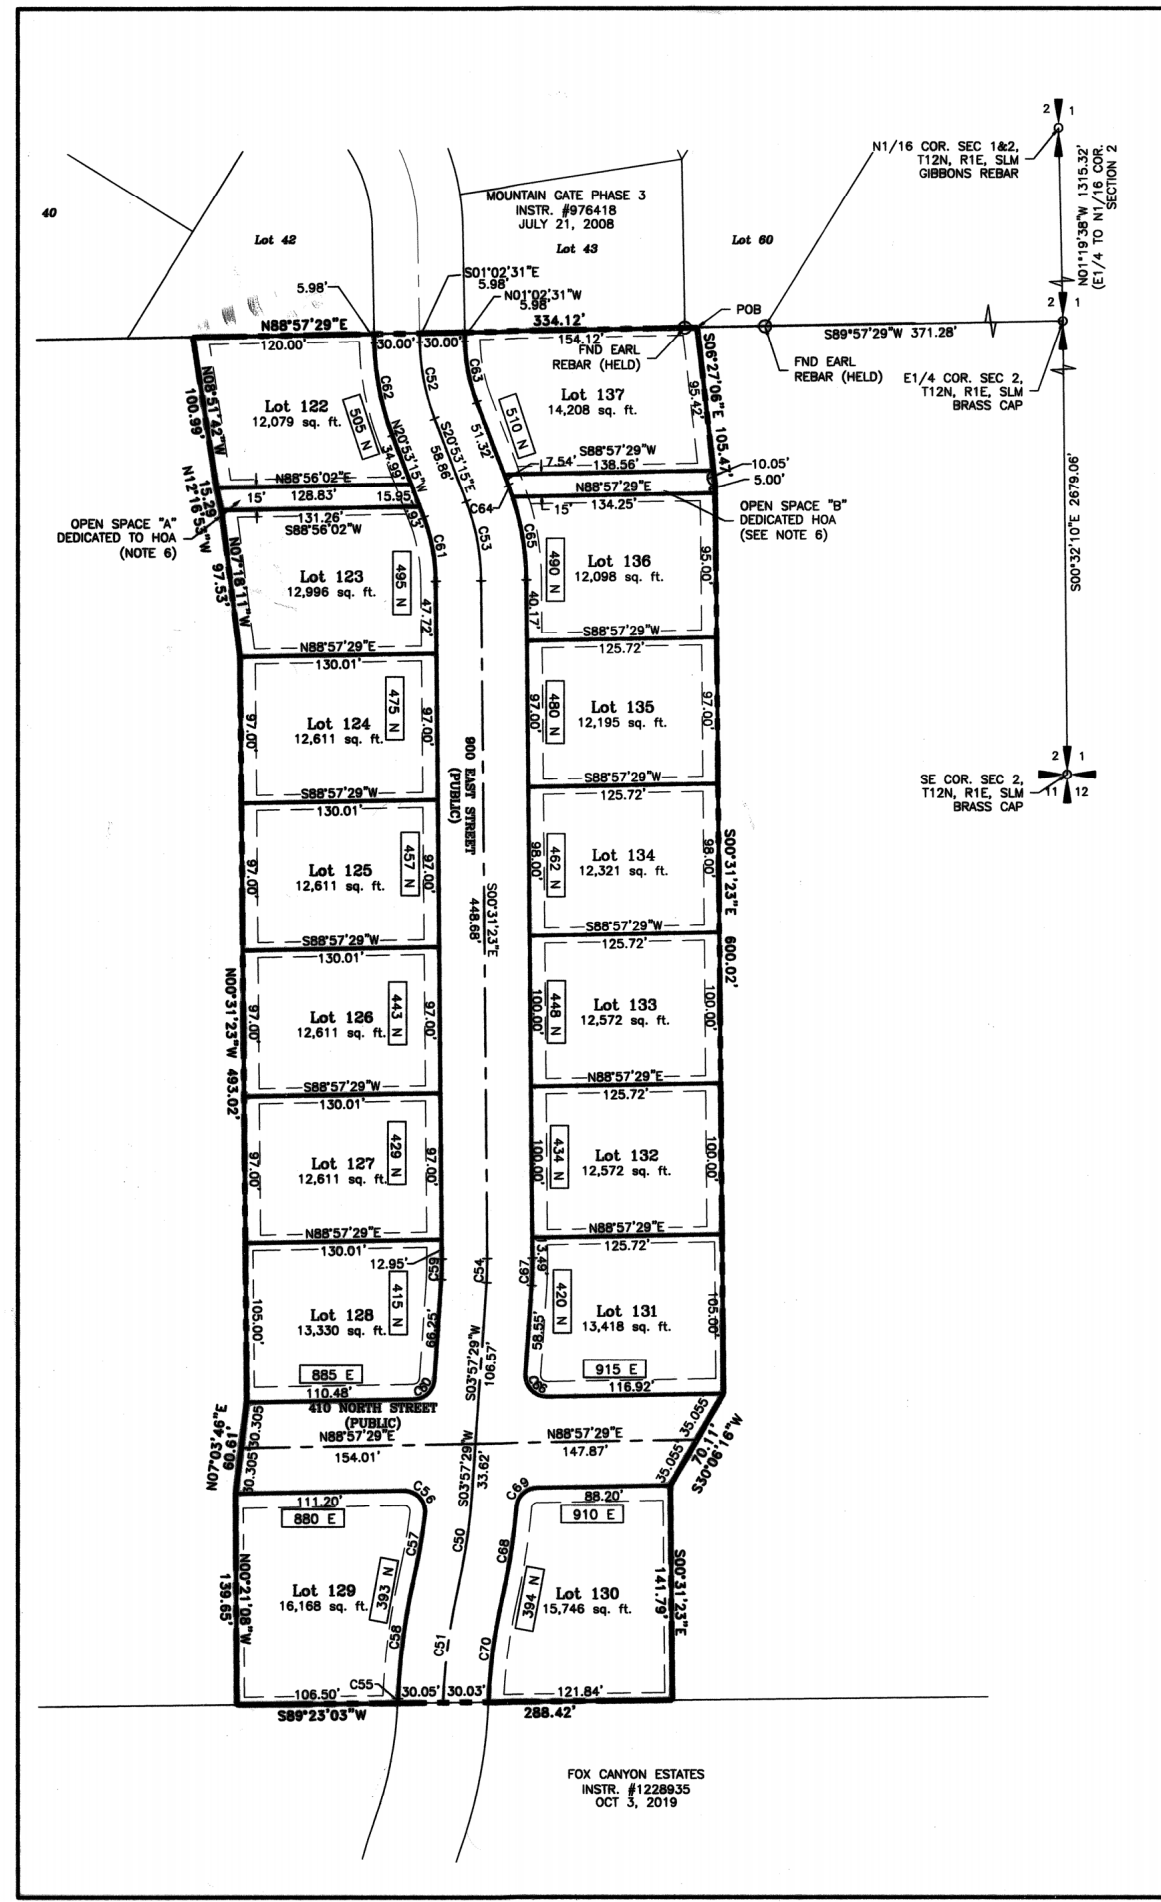 2 1
N1/16 COR. SEC 1&2,
T12N, R1E, SLM
GIBBONS REBAR
N01°19'38"W 1315.32'
(E1/4 TO N1/16 COR.
SECTION 2
MOUNTAIN GATE PHASE 3
INSTR. #976418
JULY 21, 2008
40
Lot 42
Lot 43
Lot 60
S01°02'31"E
5.98'
5.98'
N01°02'31"W
5.98'
2 1
POB
N88°57'29"E
334.12'
120.00'
30.00'
30.00'
154.12'
S89°57'29"W 371.28'
FND EARL
REBAR (HELD)
FND EARL
REBAR (HELD)
E1/4 COR. SEC 2,
T12N, R1E, SLM
BRASS CAP
N08°51'42"W
100.99'
Lot 122
12,079 sq. ft.
505 N
C62
N20°53'15"W
34.99'
C52
S20°53'15"E
58.86'
C63
51.32'
510 N
Lot 137
14,208 sq. ft.
95.42'
S06°27'06"E 105.47'
S88°57'29"W
7.54'
138.56'
10.05'
5.00'
N88°56'02"E
15'
128.83'
15.95'
7.93'
C64
N88°57'29"E
15'
134.25'
15.29'
N12°16'53"W
131.26'
S88°56'02"W
OPEN SPACE "A"
DEDICATED TO HOA
(NOTE 6)
OPEN SPACE "B"
DEDICATED HOA
(SEE NOTE 6)
N07°18'11"W
97.53'
Lot 123
12,996 sq. ft.
495 N
C61
47.72'
C53
C65
40.17'
490 N
Lot 136
12,098 sq. ft.
95.00'
S00°32'10"E 2679.06'
N88°57'29"E
130.01'
S88°57'29"W
125.72'
97.00'
Lot 124
12,611 sq. ft.
475 N
97.00'
97.00'
480 N
Lot 135
12,195 sq. ft.
97.00'
900 EAST STREET
(PUBLIC)
2 1
11 12
SE COR. SEC 2,
T12N, R1E, SLM
BRASS CAP
S88°57'29"W
130.01'
S88°57'29"W
125.72'
97.00'
Lot 125
12,611 sq. ft.
457 N
97.00'
98.00'
462 N
Lot 134
12,321 sq. ft.
98.00'
S00°31'23"E 600.02'
S00°31'23"E
448.68'
S88°57'29"W
130.01'
S88°57'29"W
125.72'
N00°31'23"W 493.02'
97.00'
Lot 126
12,611 sq. ft.
443 N
97.00'
100.00'
448 N
Lot 133
12,572 sq. ft.
100.00'
S88°57'29"W
130.01'
N88°57'29"E
125.72'
97.00'
Lot 127
12,611 sq. ft.
429 N
97.00'
100.00'
434 N
Lot 132
12,572 sq. ft.
100.00'
N88°57'29"E
130.01'
N88°57'29"E
125.72'
12.95'
C59
C54
C67
3.49'
105.00'
Lot 128
13,330 sq. ft.
415 N
66.25'
58.55'
420 N
Lot 131
13,418 sq. ft.
105.00'
S03°57'29"W
106.57'
885 E
110.48'
C60
C66
915 E
116.92'
410 NORTH STREET
(PUBLIC)
N88°57'29"E
154.01'
N88°57'29"E
147.87'
N07°03'46"E
60.61'
30.305'
30.305'
35.055'
35.055'
70.11'
S30°06'16"W
S03°57'29"W
33.62'
111.20'
880 E
C56
C69
88.20'
910 E
C57
C50
C68
N00°21'08"W
139.65'
Lot 129
16,168 sq. ft.
393 N
394 N
Lot 130
15,746 sq. ft.
S00°31'23"E
141.79'
C58
C51
C70
106.50'
C55
30.05'
30.03'
121.84'
S89°23'03"W
288.42'
FOX CANYON ESTATES
INSTR. #1228935
OCT 3, 2019